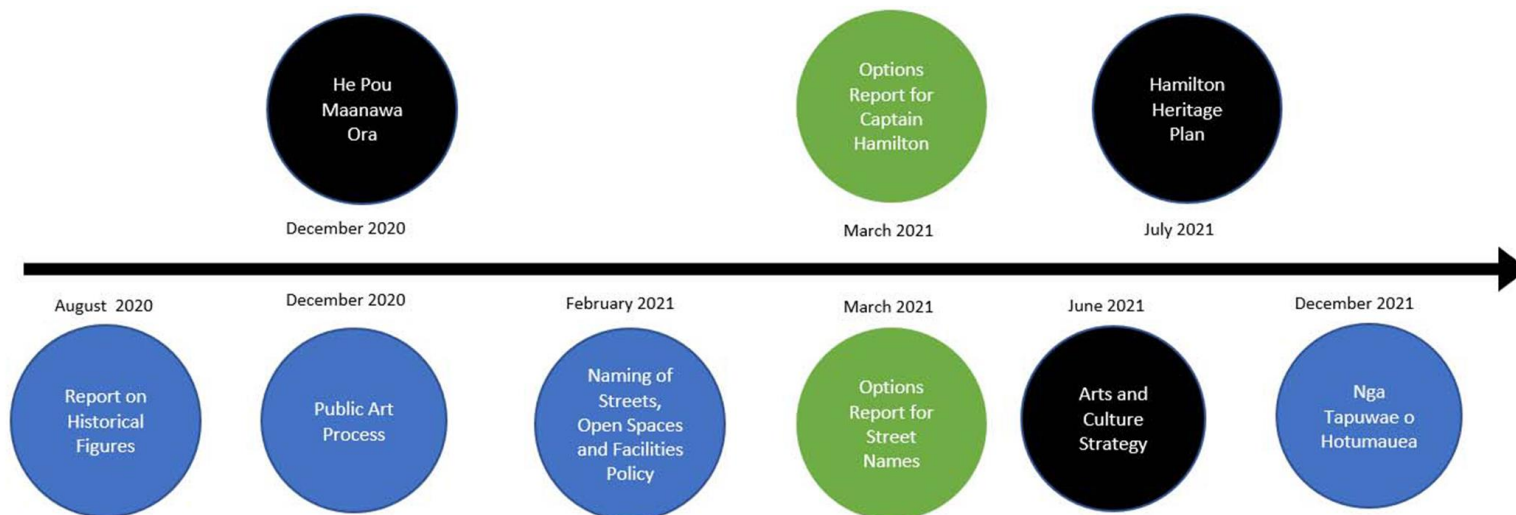 He Pou
Maanawa
Ora
Options
Report for
Captain
Hamilton
Hamilton
Heritage
Plan
December 2020
March 2021
July 2021
August 2020
December 2020
February 2021
March 2021
June 2021
December 2021
Report on
Historical
Figures
Public Art
Process
Naming of
Streets,
Open Spaces
and Facilities
Policy
Options
Report for
Street
Names
Arts and
Culture
Strategy
Nga
Tapuwae o
Hotumauea